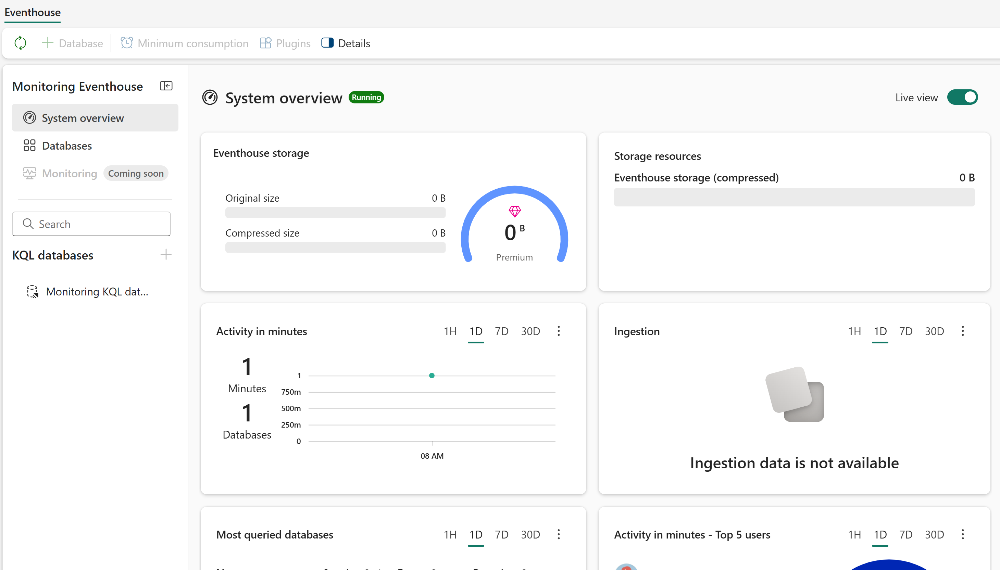 Eventhouse
Database
Minimum consumption
Plugins
Details
Monitoring Eventhouse
System overview
Databases
Monitoring
Coming soon
Search
KQL databases
Monitoring KQL dat...
System overview
Running
Live view
Eventhouse storage
Original size
0 B
Compressed size
0 B
0 B
Premium
Storage resources
Eventhouse storage (compressed)
0 B
Activity in minutes
1H 1D 7D 30D
1
Minutes
1
Databases
1
750m
500m
250m
0
08 AM
Ingestion
1H 1D 7D 30D
Ingestion data is not available
Most queried databases
1H 1D 7D 30D
Activity in minutes - Top 5 users
1H 1D 7D 30D